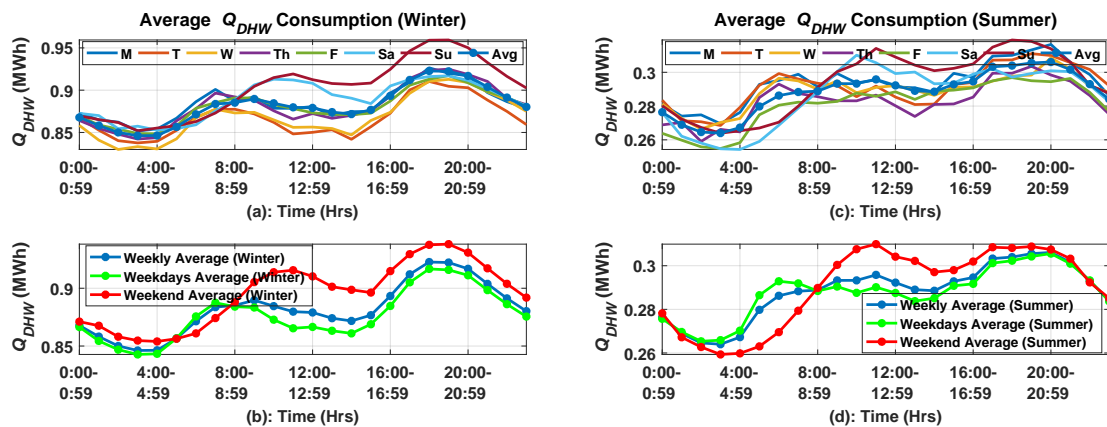 Average Q_DHW Consumption (Winter)
Q_DHW (MWh)
0.95
0.9
0.85
M T W Th F Sa Su Avg
0:00- 4:00- 8:00- 12:00- 16:00- 20:00-
0:59 4:59 8:59 12:59 16:59 20:59
(a): Time (Hrs)
Average Q_DHW Consumption (Summer)
Q_DHW (MWh)
0.3
0.28
0.26
M T W Th F Sa Su Avg
0:00- 4:00- 8:00- 12:00- 16:00- 20:00-
0:59 4:59 8:59 12:59 16:59 20:59
(c): Time (Hrs)
Q_DHW (MWh)
0.9
0.85
Weekly Average (Winter)
Weekdays Average (Winter)
Weekend Average (Winter)
0:00- 4:00- 8:00- 12:00- 16:00- 20:00-
0:59 4:59 8:59 12:59 16:59 20:59
(b): Time (Hrs)
Q_DHW (MWh)
0.3
0.28
0.26
Weekly Average (Summer)
Weekdays Average (Summer)
Weekend Average (Summer)
0:00- 4:00- 8:00- 12:00- 16:00- 20:00-
0:59 4:59 8:59 12:59 16:59 20:59
(d): Time (Hrs)